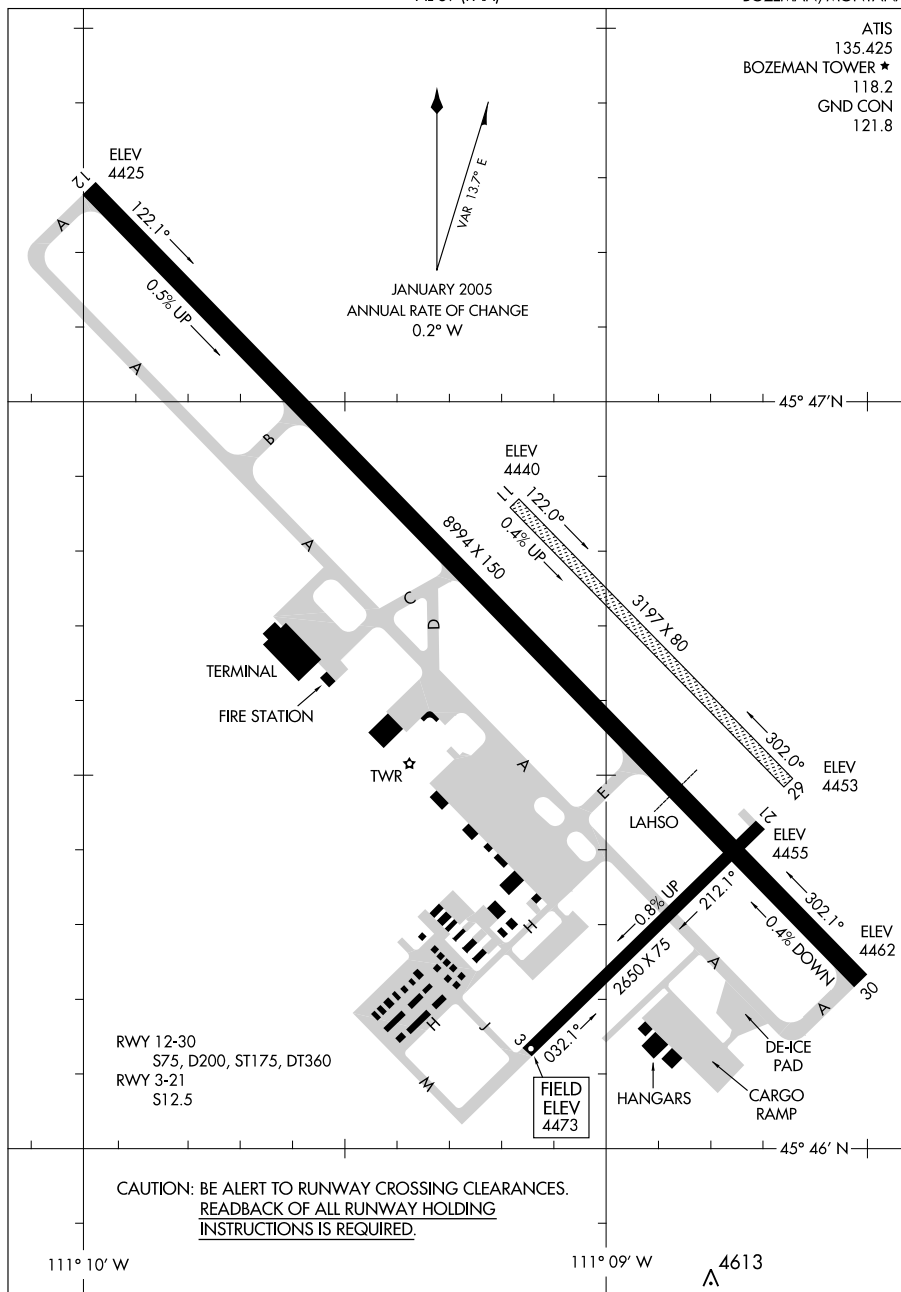 ATIS
135.425
BOZEMAN TOWER ★
118.2
GND CON
121.8
VAR 13.7° E
JANUARY 2005
ANNUAL RATE OF CHANGE
0.2° W
ELEV
4425
12
122.1°
0.5% UP
A
A
B
A
45° 47'N
8994 X 150
ELEV
4440
11
122.0°
0.4% UP
3197 X 80
302.0°
29
ELEV
4453
C
D
TERMINAL
FIRE STATION
TWR
A
E
LAHSO
21
ELEV
4455
0.8% UP
212.1°
2650 X 75
302.1°
0.4% DOWN
ELEV
4462
30
H
H
J
M
3
032.1°
A
A
DE-ICE
PAD
HANGARS
CARGO
RAMP
FIELD
ELEV
4473
RWY 12-30
S75, D200, ST175, DT360
RWY 3-21
S12.5
45° 46' N
CAUTION: BE ALERT TO RUNWAY CROSSING CLEARANCES.
READBACK OF ALL RUNWAY HOLDING
INSTRUCTIONS IS REQUIRED.
111° 10' W
111° 09' W
4613